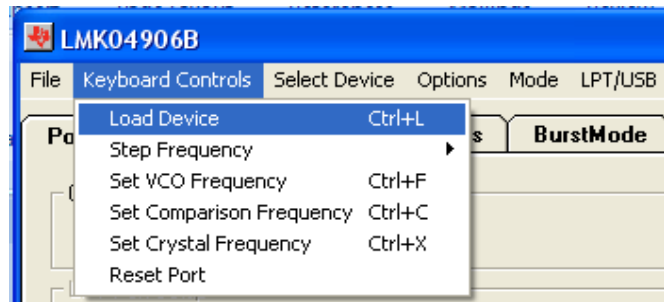 LMK04906B
File Keyboard Controls Select Device Options Mode LPT/USB
Load Device Ctrl+L
Step Frequency
Set VCO Frequency Ctrl+F
Set Comparison Frequency Ctrl+C
Set Crystal Frequency Ctrl+X
Reset Port
BurstMode